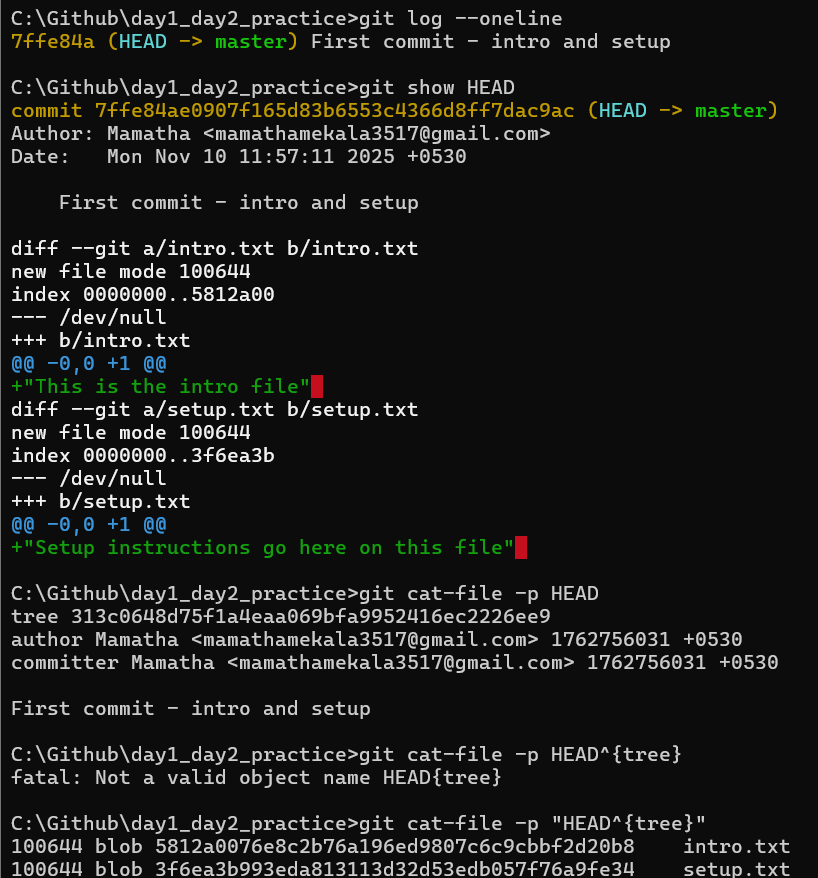 C:\Github\day1_day2_practice>git log --oneline
7ffe84a (HEAD -> master) First commit - intro and setup
C:\Github\day1_day2_practice>git show HEAD
commit 7ffe84ae0907f165d83b6553c4366d8ff7dac9ac (HEAD -> master)
Author: Mamatha <mamathamekala3517@gmail.com>
Date:   Mon Nov 10 11:57:11 2025 +0530
    First commit - intro and setup
diff --git a/intro.txt b/intro.txt
new file mode 100644
index 0000000..5812a00
--- /dev/null
+++ b/intro.txt
@@ -0,0 +1 @@
+"This is the intro file"
diff --git a/setup.txt b/setup.txt
new file mode 100644
index 0000000..3f6ea3b
--- /dev/null
+++ b/setup.txt
@@ -0,0 +1 @@
+"Setup instructions go here on this file"
C:\Github\day1_day2_practice>git cat-file -p HEAD
tree 313c0648d75f1a4eaa069bfa9952416ec2226ee9
author Mamatha <mamathamekala3517@gmail.com> 1762756031 +0530
committer Mamatha <mamathamekala3517@gmail.com> 1762756031 +0530
First commit - intro and setup
C:\Github\day1_day2_practice>git cat-file -p HEAD^{tree}
fatal: Not a valid object name HEAD{tree}
C:\Github\day1_day2_practice>git cat-file -p "HEAD^{tree}"
100644 blob 5812a0076e8c2b76a196ed9807c6c9cbbf2d20b8    intro.txt
100644 blob 3f6ea3b993eda813113d32d53edb057f76a9fe34    setup.txt